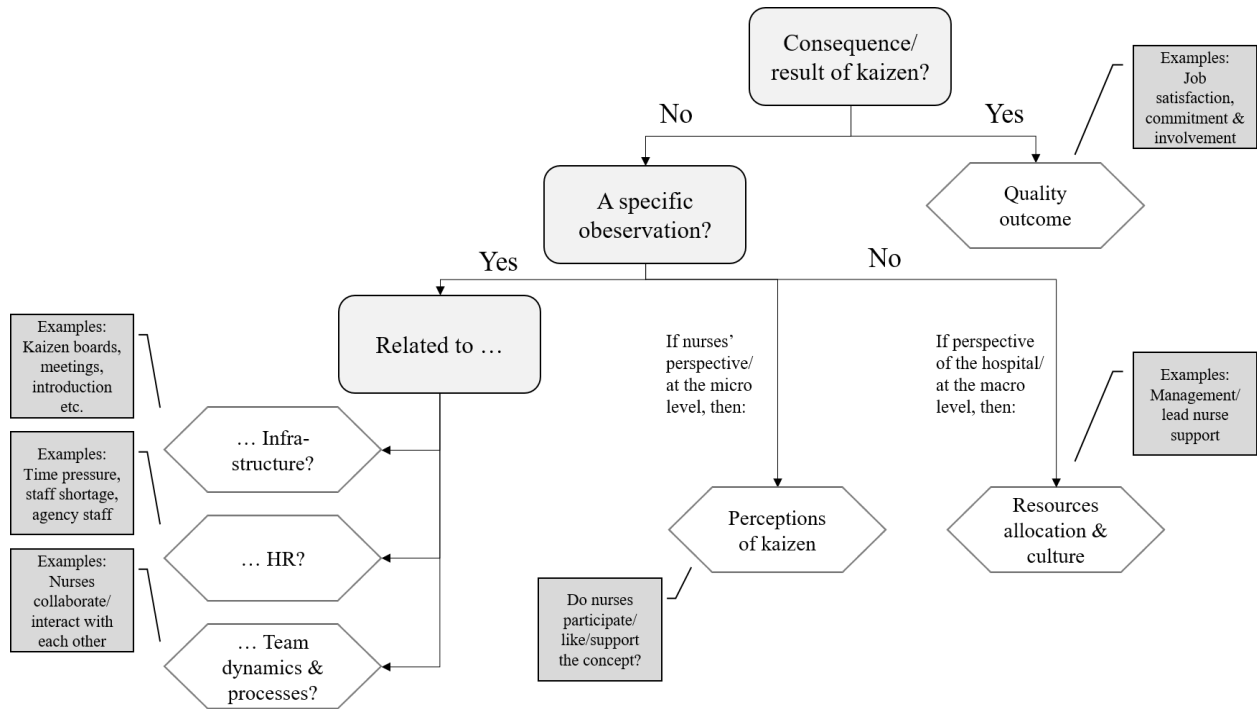 Consequence/
result of kaizen?
Examples:
Job
satisfaction,
commitment &
involvement
No
Yes
A specific
obeservation?
Quality
outcome
Yes
No
Related to …
Examples:
Kaizen boards,
meetings,
introduction
etc.
If nurses’
perspective/
at the micro
level, then:
If perspective
of the hospital/
at the macro
level, then:
Examples:
Management/
lead nurse
support
… Infra-
structure?
Examples:
Time pressure,
staff shortage,
agency staff
Perceptions
of kaizen
Resources
allocation &
culture
… HR?
Examples:
Nurses
collaborate/
interact with
each other
Do nurses
participate/
like/support
the concept?
… Team
dynamics &
processes?